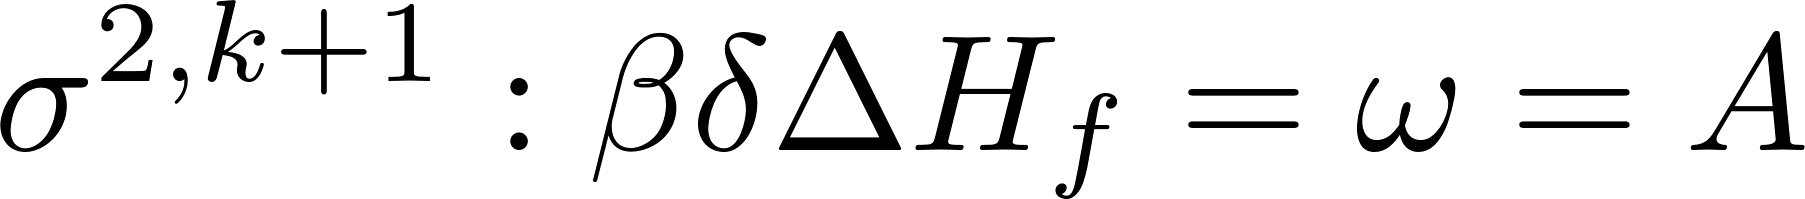 σ^{2,k+1} : βδΔH_f = ω = A